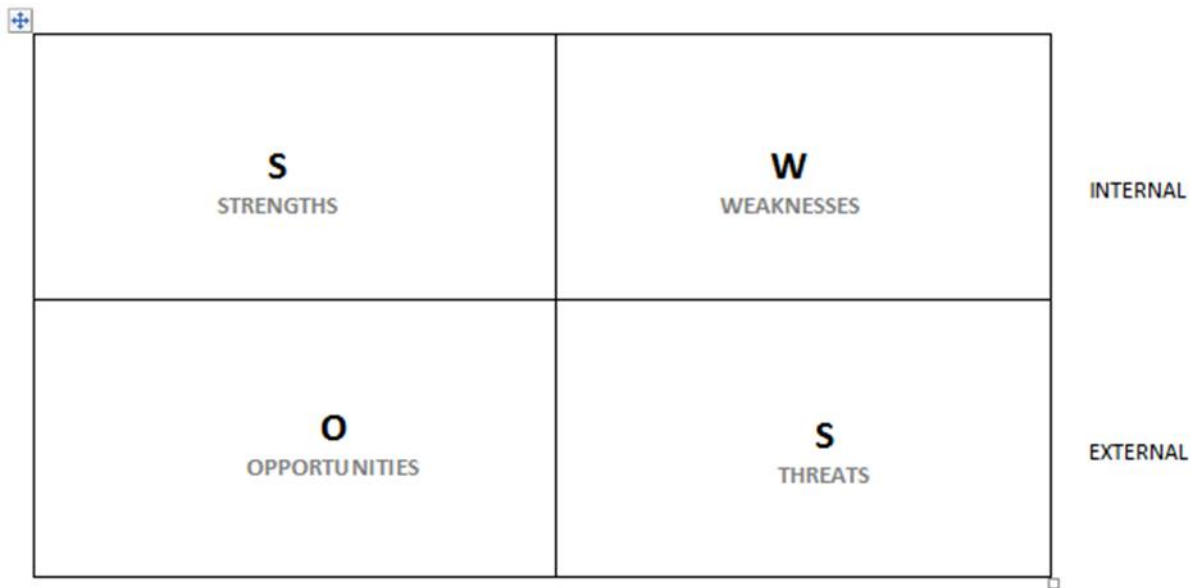 S
STRENGTHS
W
WEAKNESSES
INTERNAL
O
OPPORTUNITIES
S
THREATS
EXTERNAL